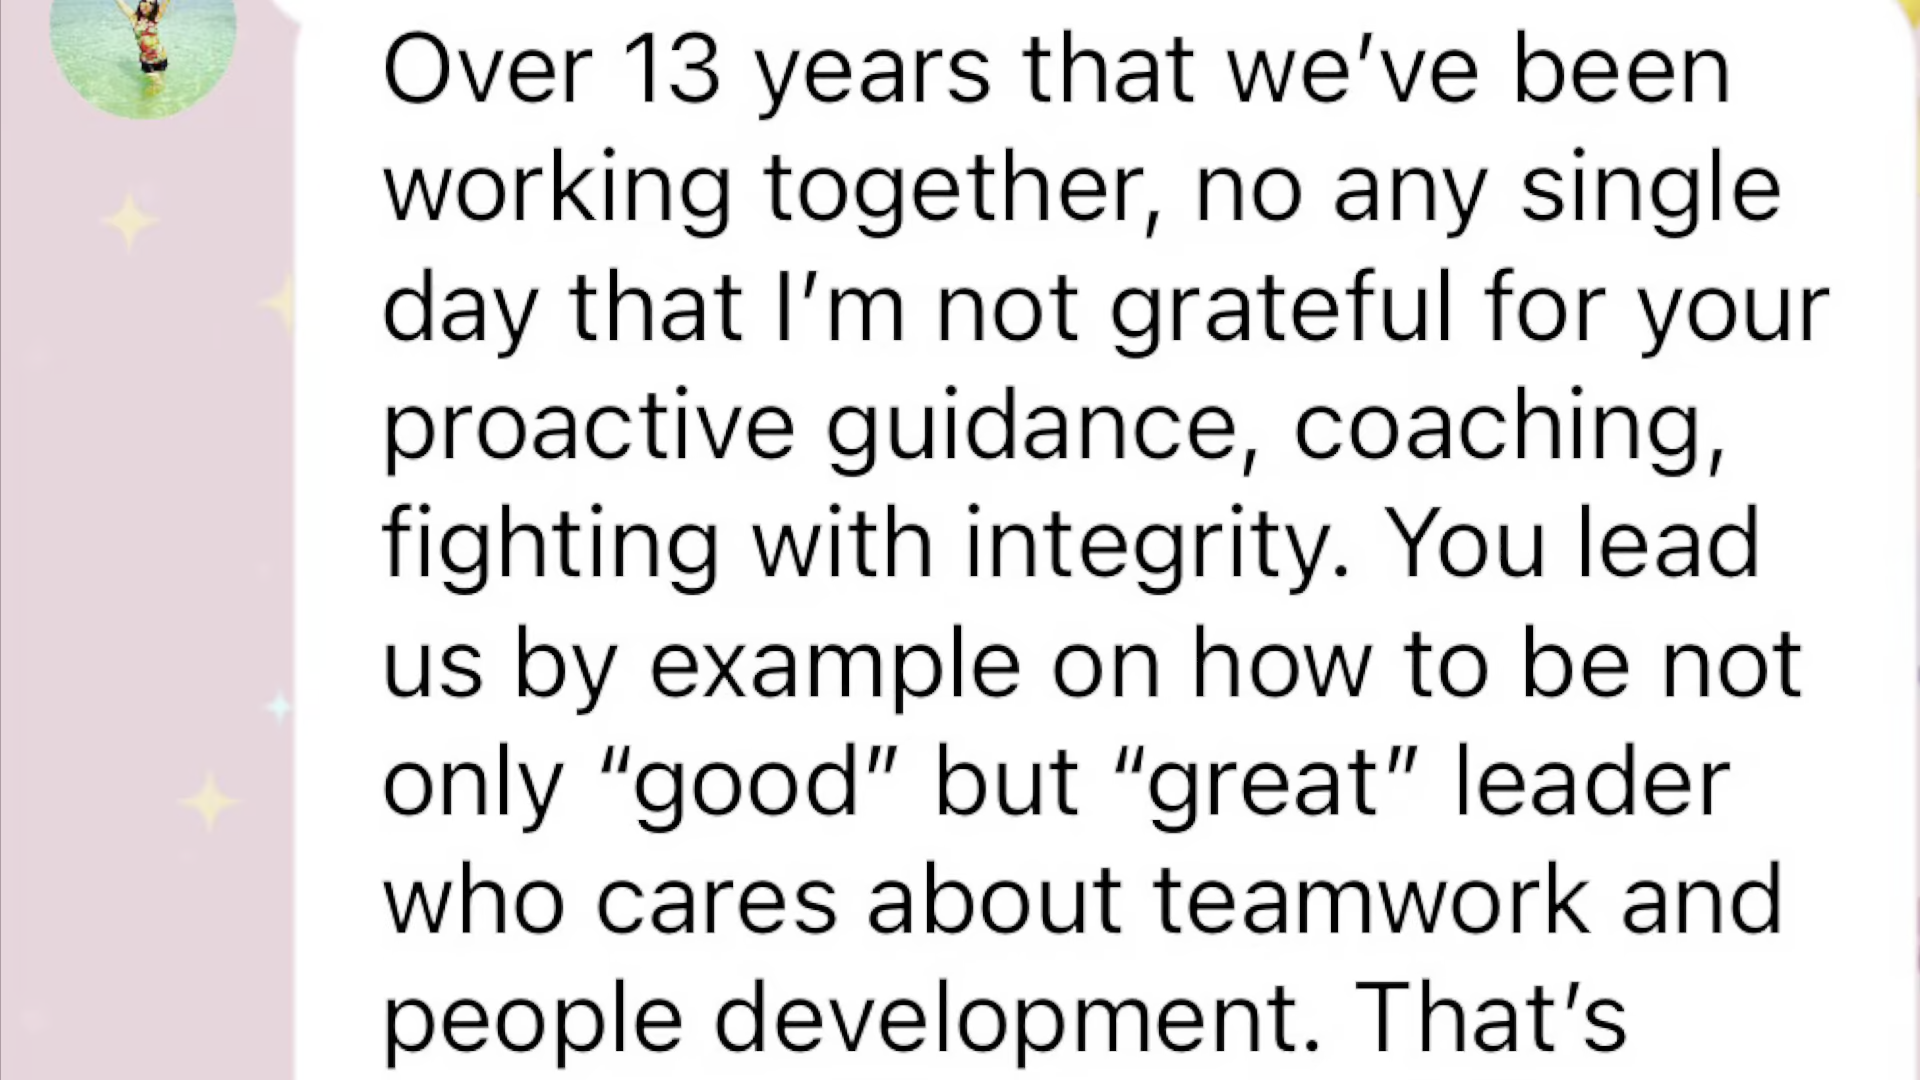 Over 13 years that we’ve been
working together, no any single
day that I’m not grateful for your
proactive guidance, coaching,
fighting with integrity. You lead
us by example on how to be not
only “good” but “great” leader
who cares about teamwork and
people development. That’s